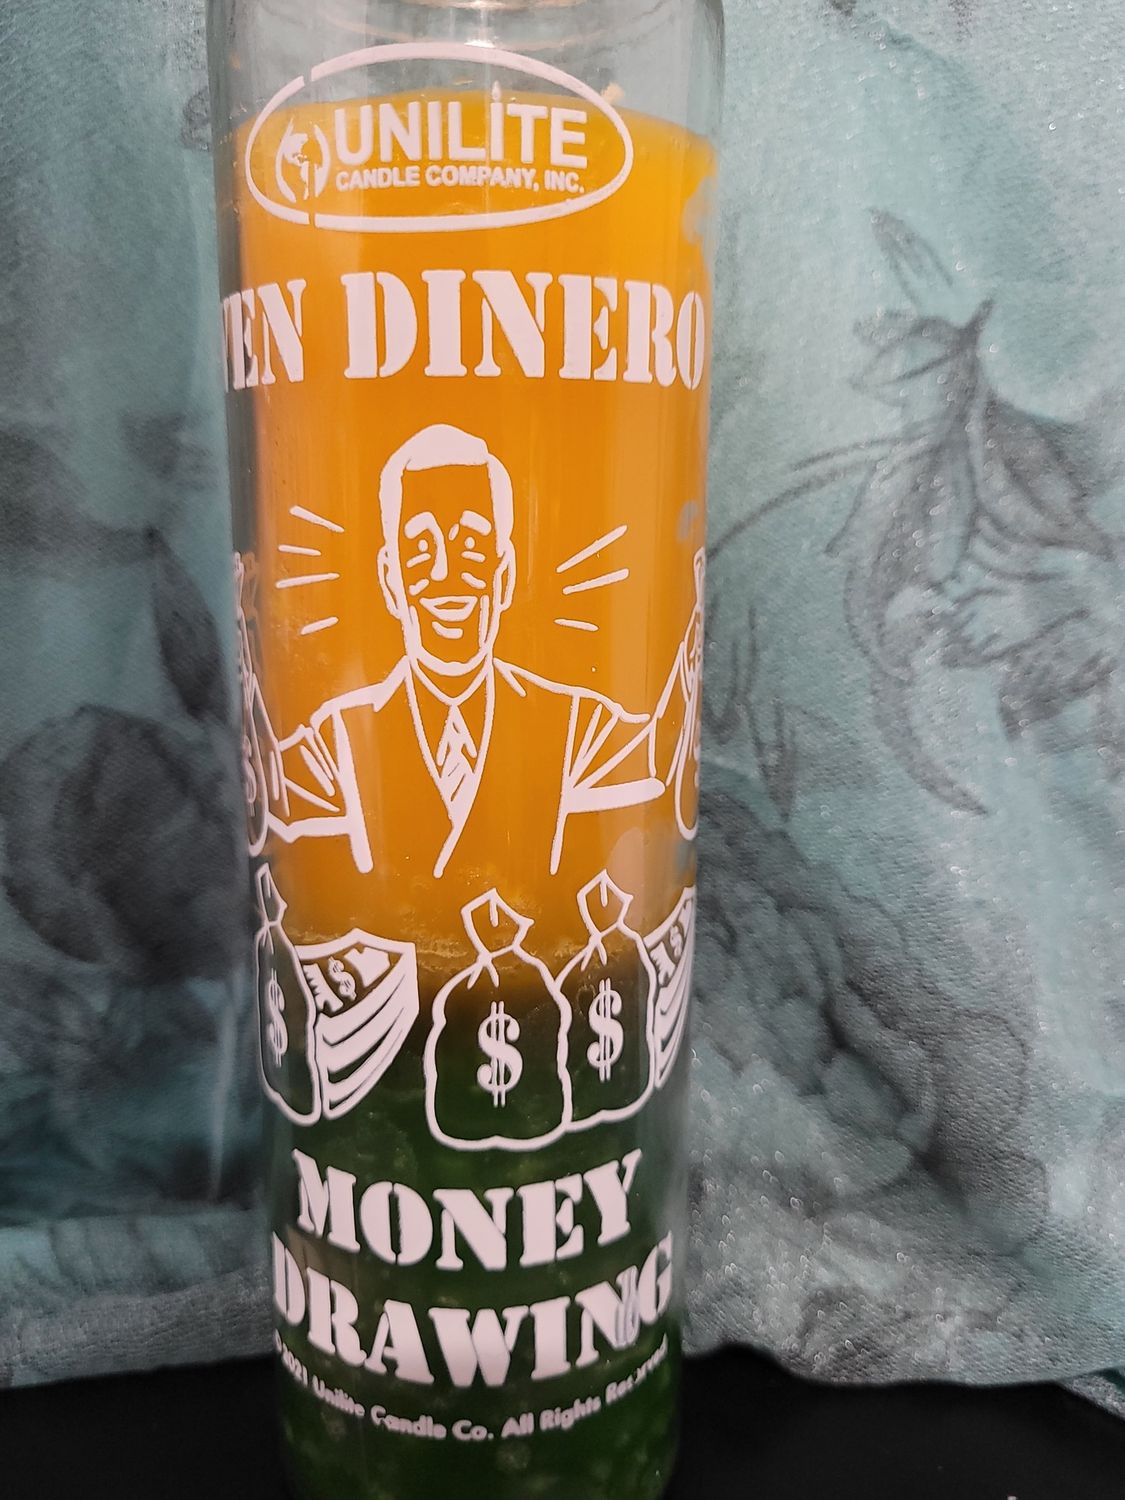 UNILITE
CANDLE COMPANY, INC.
VEN DINERO
$
$
$ $
$
$
MONEY
DRAWING
© 2021 Unilite Candle Co. All Rights Reserved